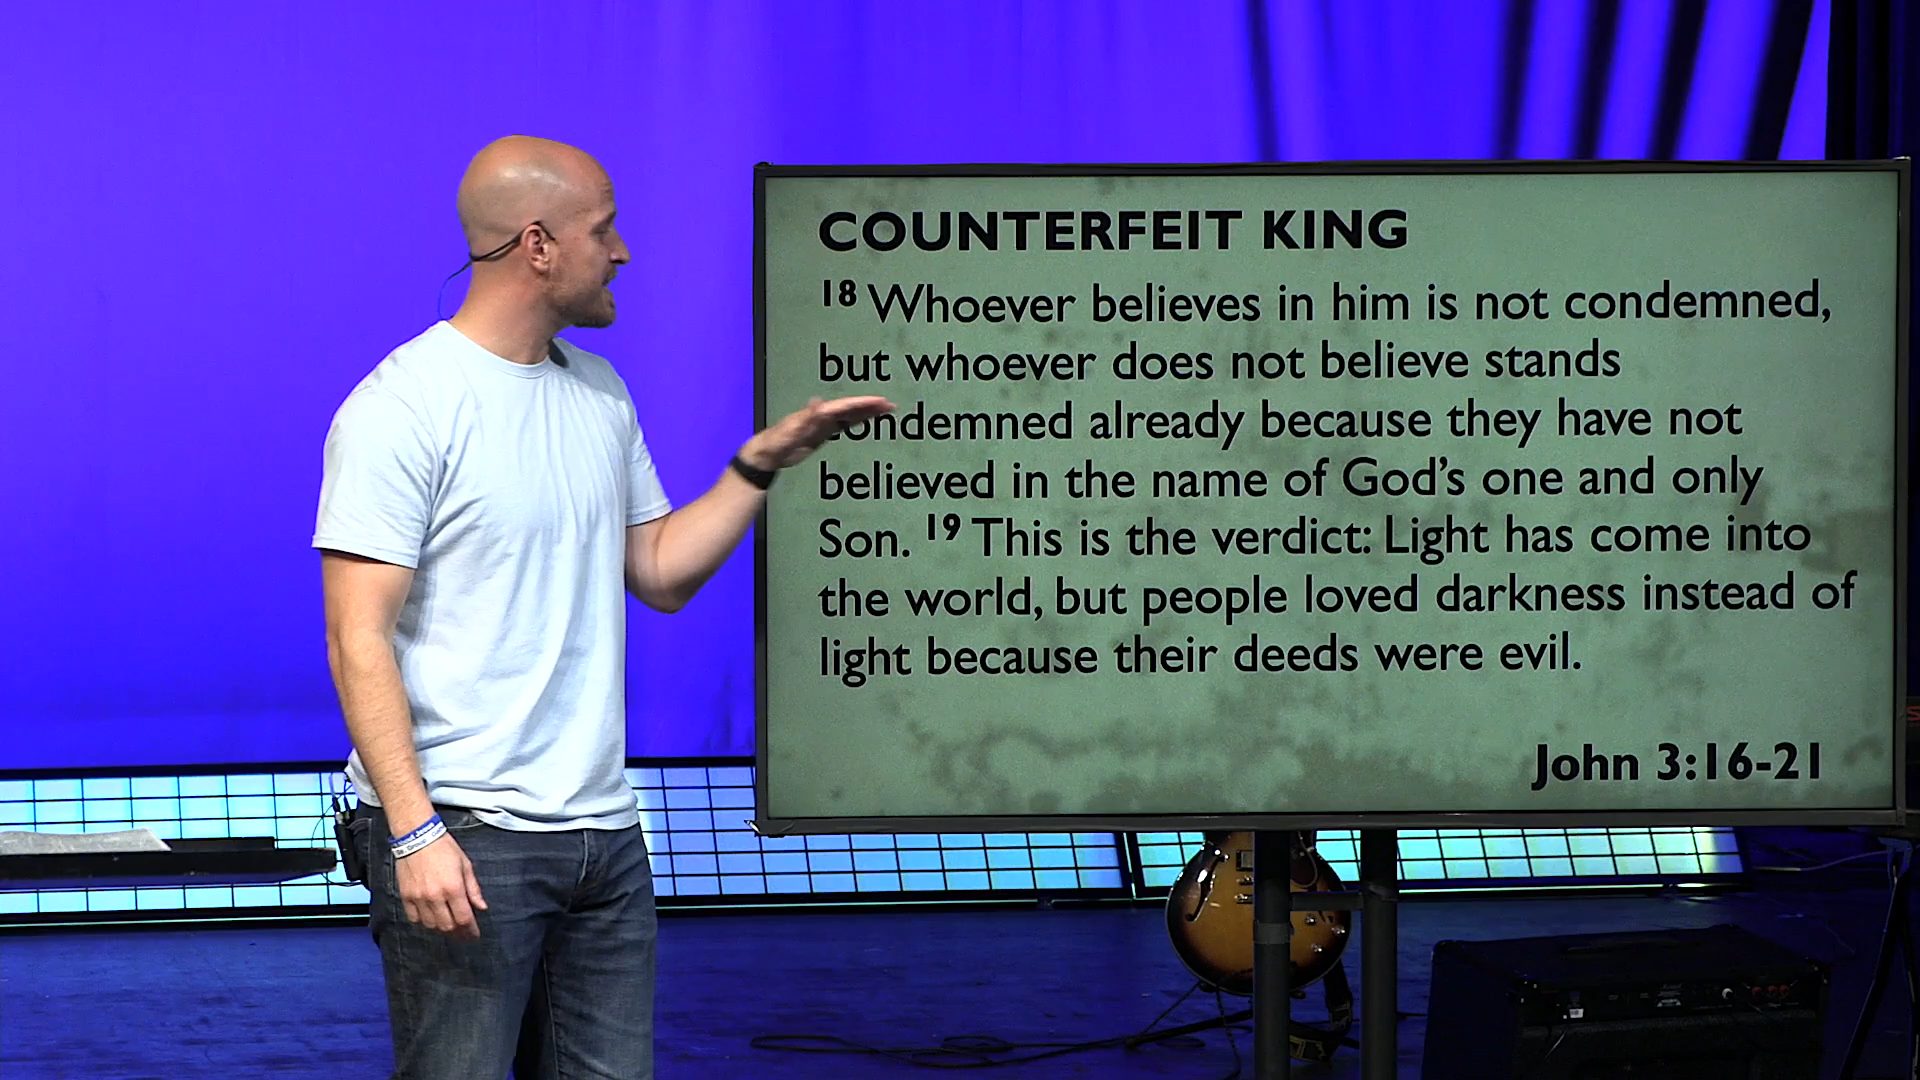 COUNTERFEIT KING
18 Whoever believes in him is not condemned,
but whoever does not believe stands
condemned already because they have not
believed in the name of God’s one and only
Son. 19 This is the verdict: Light has come into
the world, but people loved darkness instead of
light because their deeds were evil.
John 3:16-21